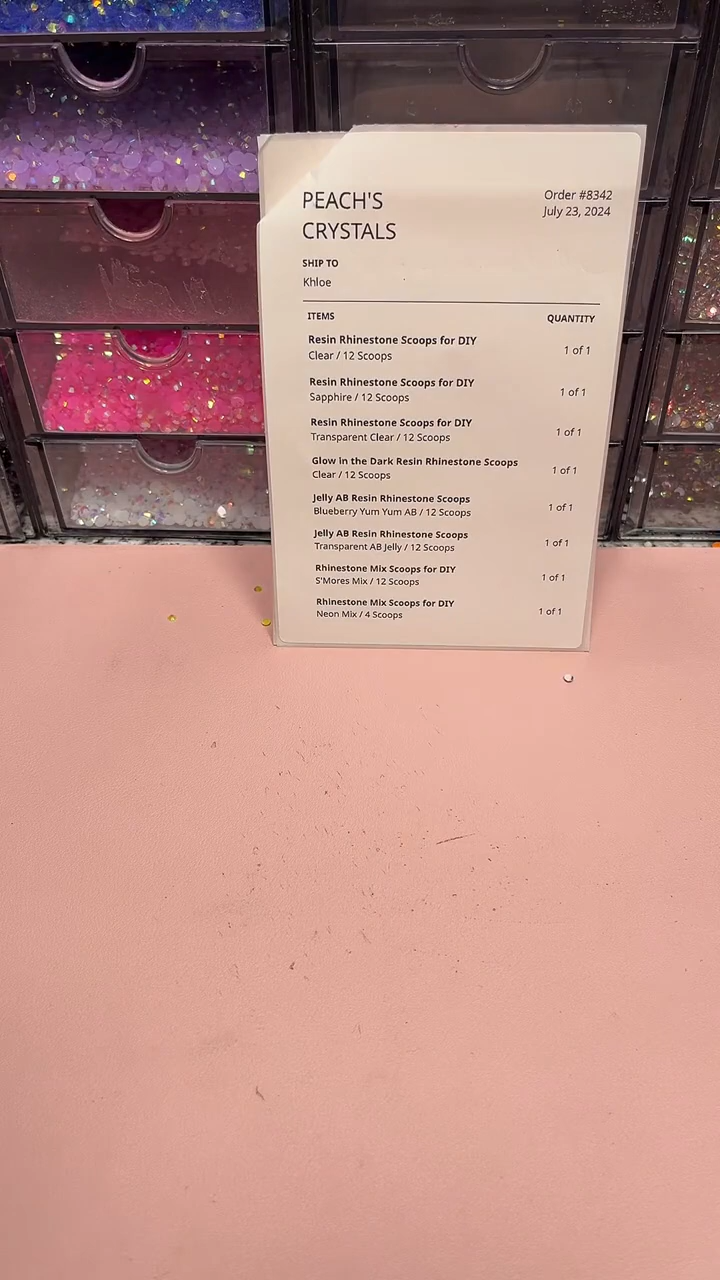 PEACH'S
CRYSTALS
Order #8342
July 23, 2024
SHIP TO
Khloe
ITEMS QUANTITY
Resin Rhinestone Scoops for DIY
Clear / 12 Scoops 1 of 1
Resin Rhinestone Scoops for DIY
Sapphire / 12 Scoops 1 of 1
Resin Rhinestone Scoops for DIY
Transparent Clear / 12 Scoops 1 of 1
Glow in the Dark Resin Rhinestone Scoops
Clear / 12 Scoops 1 of 1
Jelly AB Resin Rhinestone Scoops
Blueberry Yum Yum AB / 12 Scoops 1 of 1
Jelly AB Resin Rhinestone Scoops
Transparent AB Jelly / 12 Scoops 1 of 1
Rhinestone Mix Scoops for DIY
S'Mores Mix / 12 Scoops 1 of 1
Rhinestone Mix Scoops for DIY
Neon Mix / 4 Scoops 1 of 1